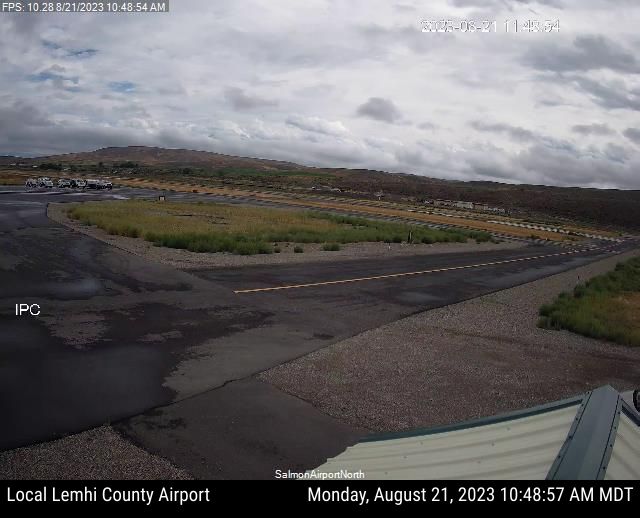 FPS: 10.28 8/21/2023 10:48:54 AM
IPC
SalmonAirportNorth
Local Lemhi County Airport
Monday, August 21, 2023 10:48:57 AM MDT